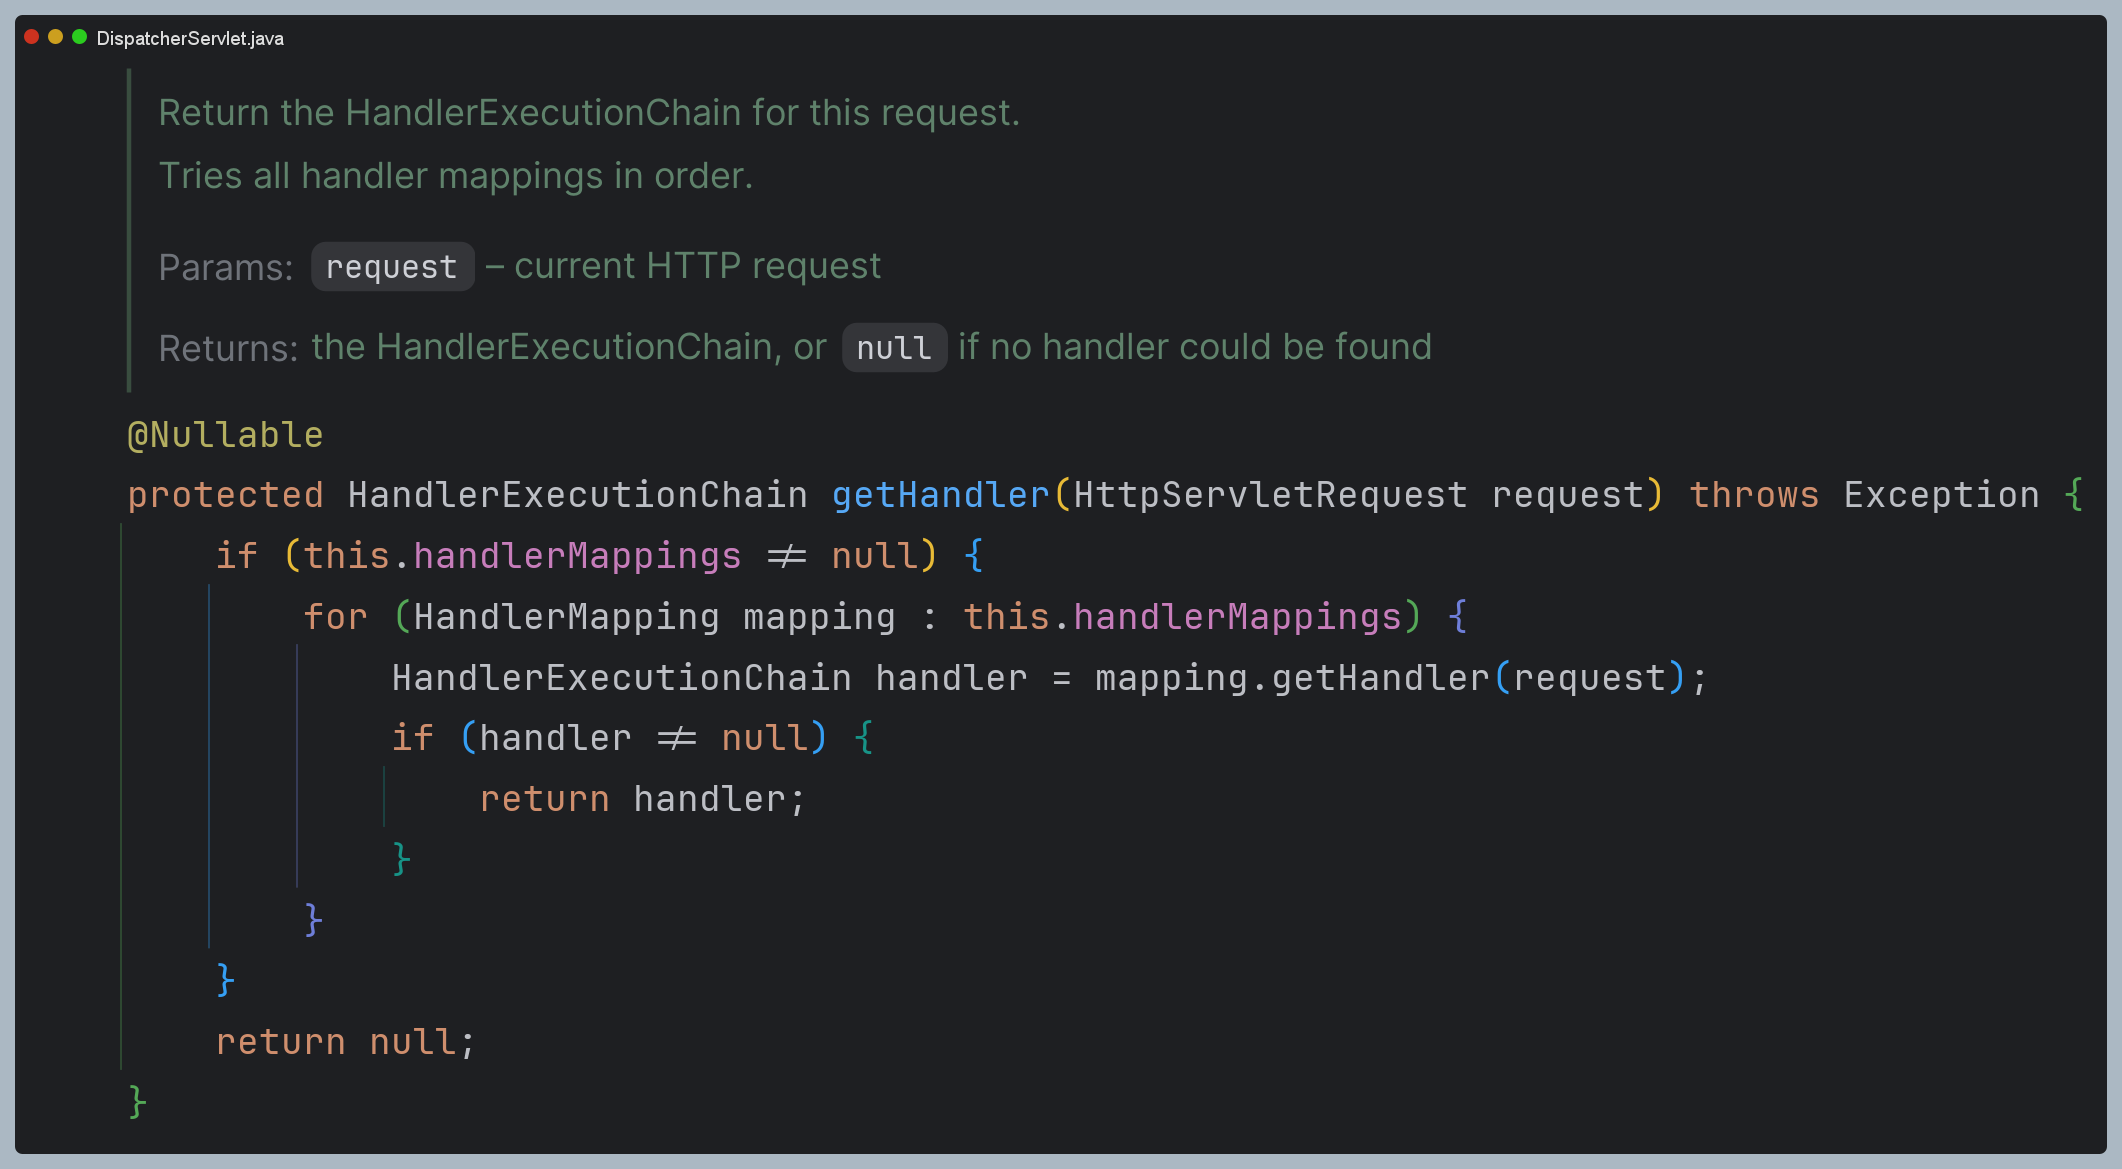 DispatcherServlet.java
Return the HandlerExecutionChain for this request.
Tries all handler mappings in order.
Params: request – current HTTP request
Returns: the HandlerExecutionChain, or null if no handler could be found
@Nullable
protected HandlerExecutionChain getHandler(HttpServletRequest request) throws Exception {
    if (this.handlerMappings ≠ null) {
        for (HandlerMapping mapping : this.handlerMappings) {
            HandlerExecutionChain handler = mapping.getHandler(request);
            if (handler ≠ null) {
                return handler;
            }
        }
    }
    return null;
}